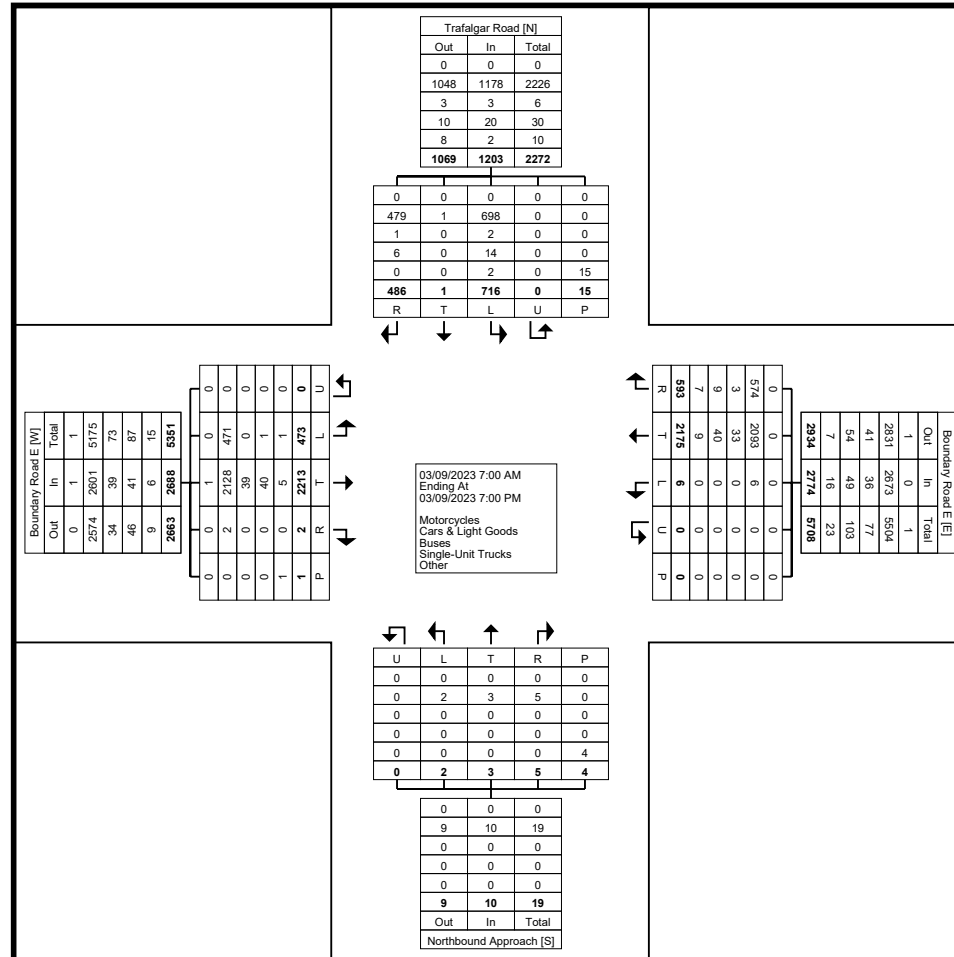 Trafalgar Road [N]
Out In Total
0 0 0
1048 1178 2226
3 3 6
10 20 30
8 2 10
1069 1203 2272
0 0 0 0 0
479 1 698 0 0
1 0 2 0 0
6 0 14 0 0
0 0 2 0 15
486 1 716 0 15
R T L U P
Boundary Road E [W]
Out In Total
0 1 1
2574 2601 5175
34 39 73
46 41 87
9 6 15
2663 2688 5351
0 0 1 0 0
0 2 2128 471 0
0 0 39 0 0
0 0 40 1 0
1 0 5 1 0
1 2 2213 473 0
P R T L U
03/09/2023 7:00 AM
Ending At
03/09/2023 7:00 PM
Motorcycles
Cars & Light Goods
Buses
Single-Unit Trucks
Other
Boundary Road E [E]
Out In Total
1 0 1
2831 2673 5504
41 36 77
54 49 103
7 16 23
2934 2774 5708
0 0 0 0 0
574 2093 6 0 0
3 33 0 0 0
9 40 0 0 0
7 9 0 0 0
593 2175 6 0 0
R T L U P
U L T R P
0 0 0 0 0
0 2 3 5 0
0 0 0 0 0
0 0 0 0 0
0 0 0 0 4
0 2 3 5 4
0 0 0
9 10 19
0 0 0
0 0 0
0 0 0
9 10 19
Out In Total
Northbound Approach [S]